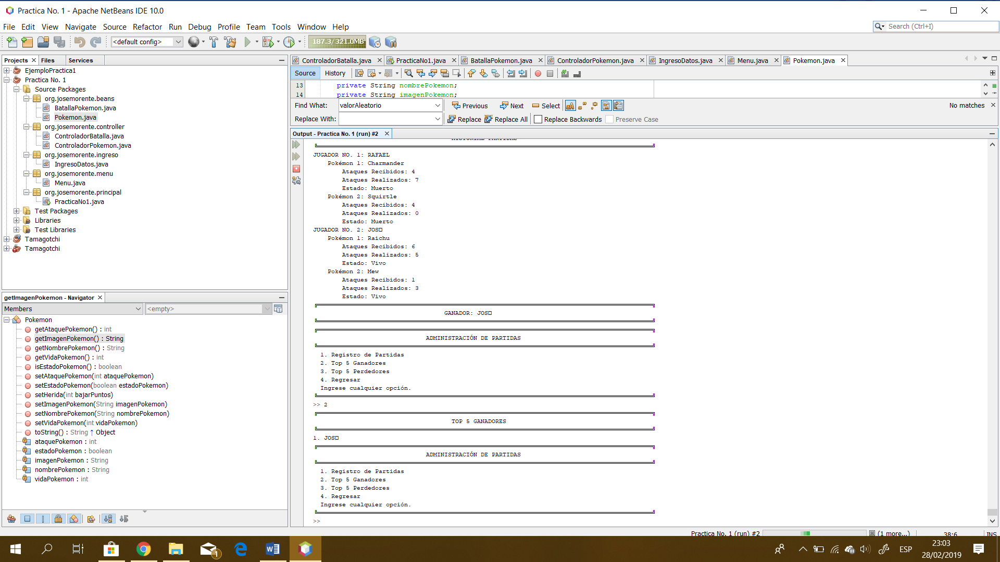 Practica No. 1 - Apache NetBeans IDE 10.0
File Edit View Navigate Source Refactor Run Debug Profile Team Tools Window Help
Search (Ctrl+I)
<default config>
187.3/321.0MB
Projects Files Services
EjemploPractica1
Practica No. 1
Source Packages
org.josemorente.beans
BatallaPokemon.java
Pokemon.java
org.josemorente.controller
ControladorBatalla.java
ControladorPokemon.java
org.josemorente.ingreso
IngresoDatos.java
org.josemorente.menu
Menu.java
org.josemorente.principal
PracticaNo1.java
Test Packages
Libraries
Test Libraries
Tamagotchi
Tamagotchi
getImagenPokemon - Navigator
Members
<empty>
Pokemon
getAtaquePokemon() : int
getImagenPokemon() : String
getNombrePokemon() : String
getVidaPokemon() : int
isEstadoPokemon() : boolean
setAtaquePokemon(int ataquePokemon)
setEstadoPokemon(boolean estadoPokemon)
setHerida(int bajarPuntos)
setImagenPokemon(String imagenPokemon)
setNombrePokemon(String nombrePokemon)
setVidaPokemon(int vidaPokemon)
toString() : String ↑ Object
ataquePokemon : int
estadoPokemon : boolean
imagenPokemon : String
nombrePokemon : String
vidaPokemon : int
ControladorBatalla.java PracticaNo1.java BatallaPokemon.java ControladorPokemon.java IngresoDatos.java Menu.java Pokemon.java
Source History
13 private String nombrePokemon;
14 private String imagenPokemon;
Find What: valorAleatorio Previous Next Select No matches
Replace With: Replace Replace All Replace Backwards Preserve Case
Output - Practica No. 1 (run) #2
HISTORIAL PARTIDAS
JUGADOR NO. 1: RAFAEL
Pokémon 1: Charmander
Ataques Recibidos: 4
Ataques Realizados: 7
Estado: Muerto
Pokémon 2: Squirtle
Ataques Recibidos: 4
Ataques Realizados: 0
Estado: Muerto
JUGADOR NO. 2: JOS□
Pokémon 1: Raichu
Ataques Recibidos: 6
Ataques Realizados: 5
Estado: Vivo
Pokémon 2: Mew
Ataques Recibidos: 1
Ataques Realizados: 3
Estado: Vivo
GANADOR: JOS□
ADMINISTRACIÓN DE PARTIDAS
1. Registro de Partidas
2. Top 5 Ganadores
3. Top 5 Perdedores
4. Regresar
Ingrese cualquier opción.
>> 2
TOP 5 GANADORES
1. JOS□
ADMINISTRACIÓN DE PARTIDAS
1. Registro de Partidas
2. Top 5 Ganadores
3. Top 5 Perdedores
4. Regresar
Ingrese cualquier opción.
>>
Practica No. 1 (run) #2 (1 more...) 38:6 INS
1
ESP
23:03
28/02/2019